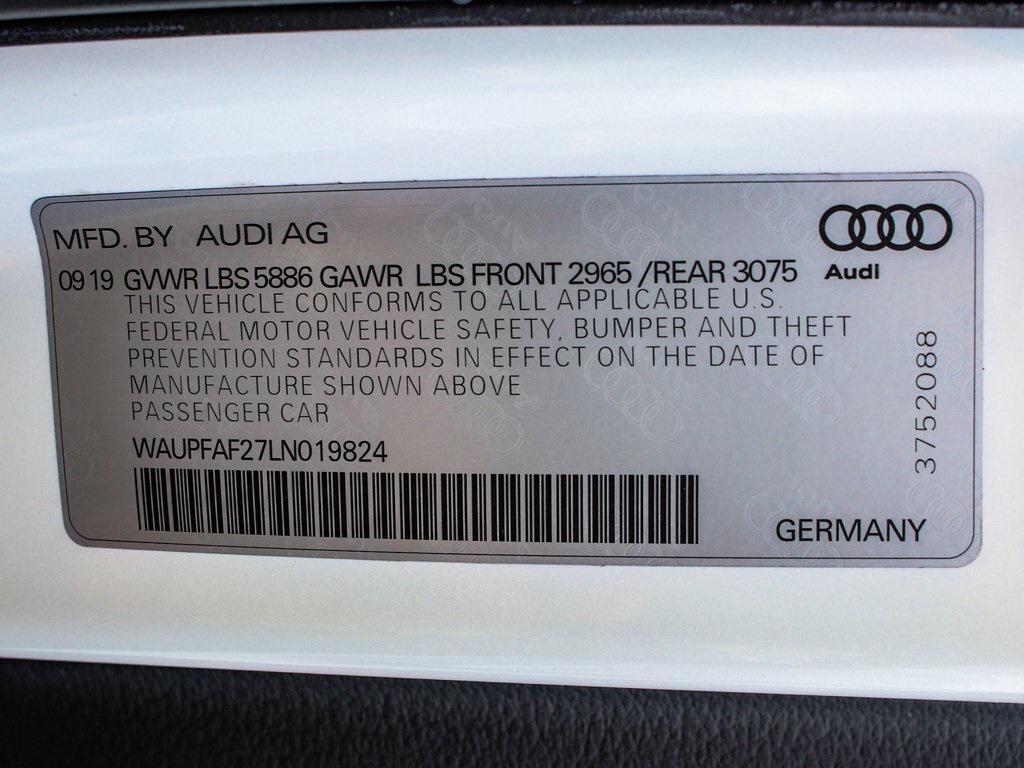 MFD. BY AUDI AG
Audi
09 19 GVWR LBS 5886 GAWR LBS FRONT 2965 /REAR 3075
THIS VEHICLE CONFORMS TO ALL APPLICABLE U.S.
FEDERAL MOTOR VEHICLE SAFETY, BUMPER AND THEFT
PREVENTION STANDARDS IN EFFECT ON THE DATE OF
MANUFACTURE SHOWN ABOVE
PASSENGER CAR
WAUPFAF27LN019824
3752088
GERMANY